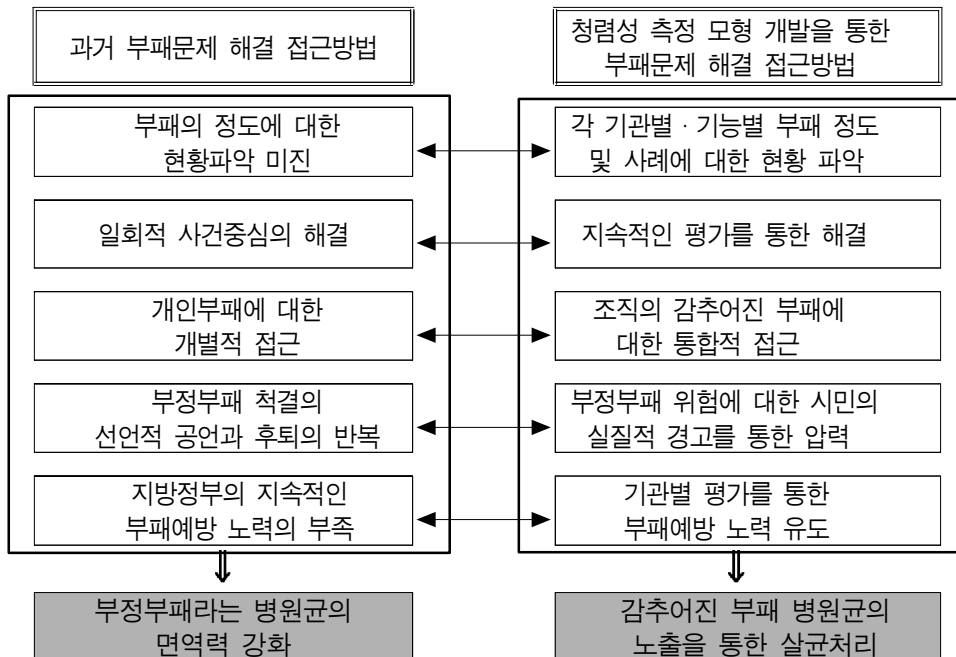 과거 부패문제 해결 접근방법
청렴성 측정 모형 개발을 통한
부패문제 해결 접근방법
부패의 정도에 대한
현황파악 미진
각 기관별 · 기능별 부패 정도
및 사례에 대한 현황 파악
일회적 사건중심의 해결
지속적인 평가를 통한 해결
개인부패에 대한
개별적 접근
조직의 감추어진 부패에
대한 통합적 접근
부정부패 척결의
선언적 공언과 후퇴의 반복
부정부패 위험에 대한 시민의
실질적 경고를 통한 압력
지방정부의 지속적인
부패예방 노력의 부족
기관별 평가를 통한
부패예방 노력 유도
부정부패라는 병원균의
면역력 강화
감추어진 부패 병원균의
노출을 통한 살균처리